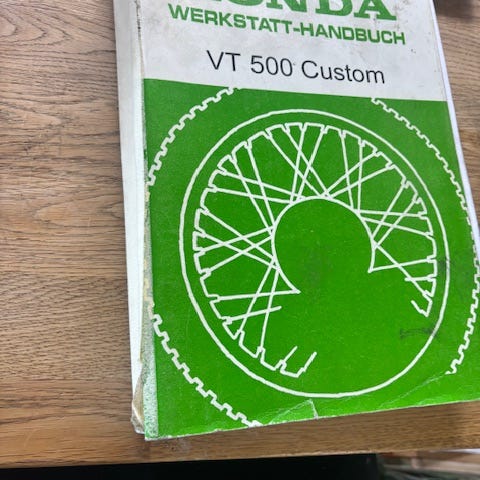 HONDA
WERKSTATT-HANDBUCH
VT 500 Custom